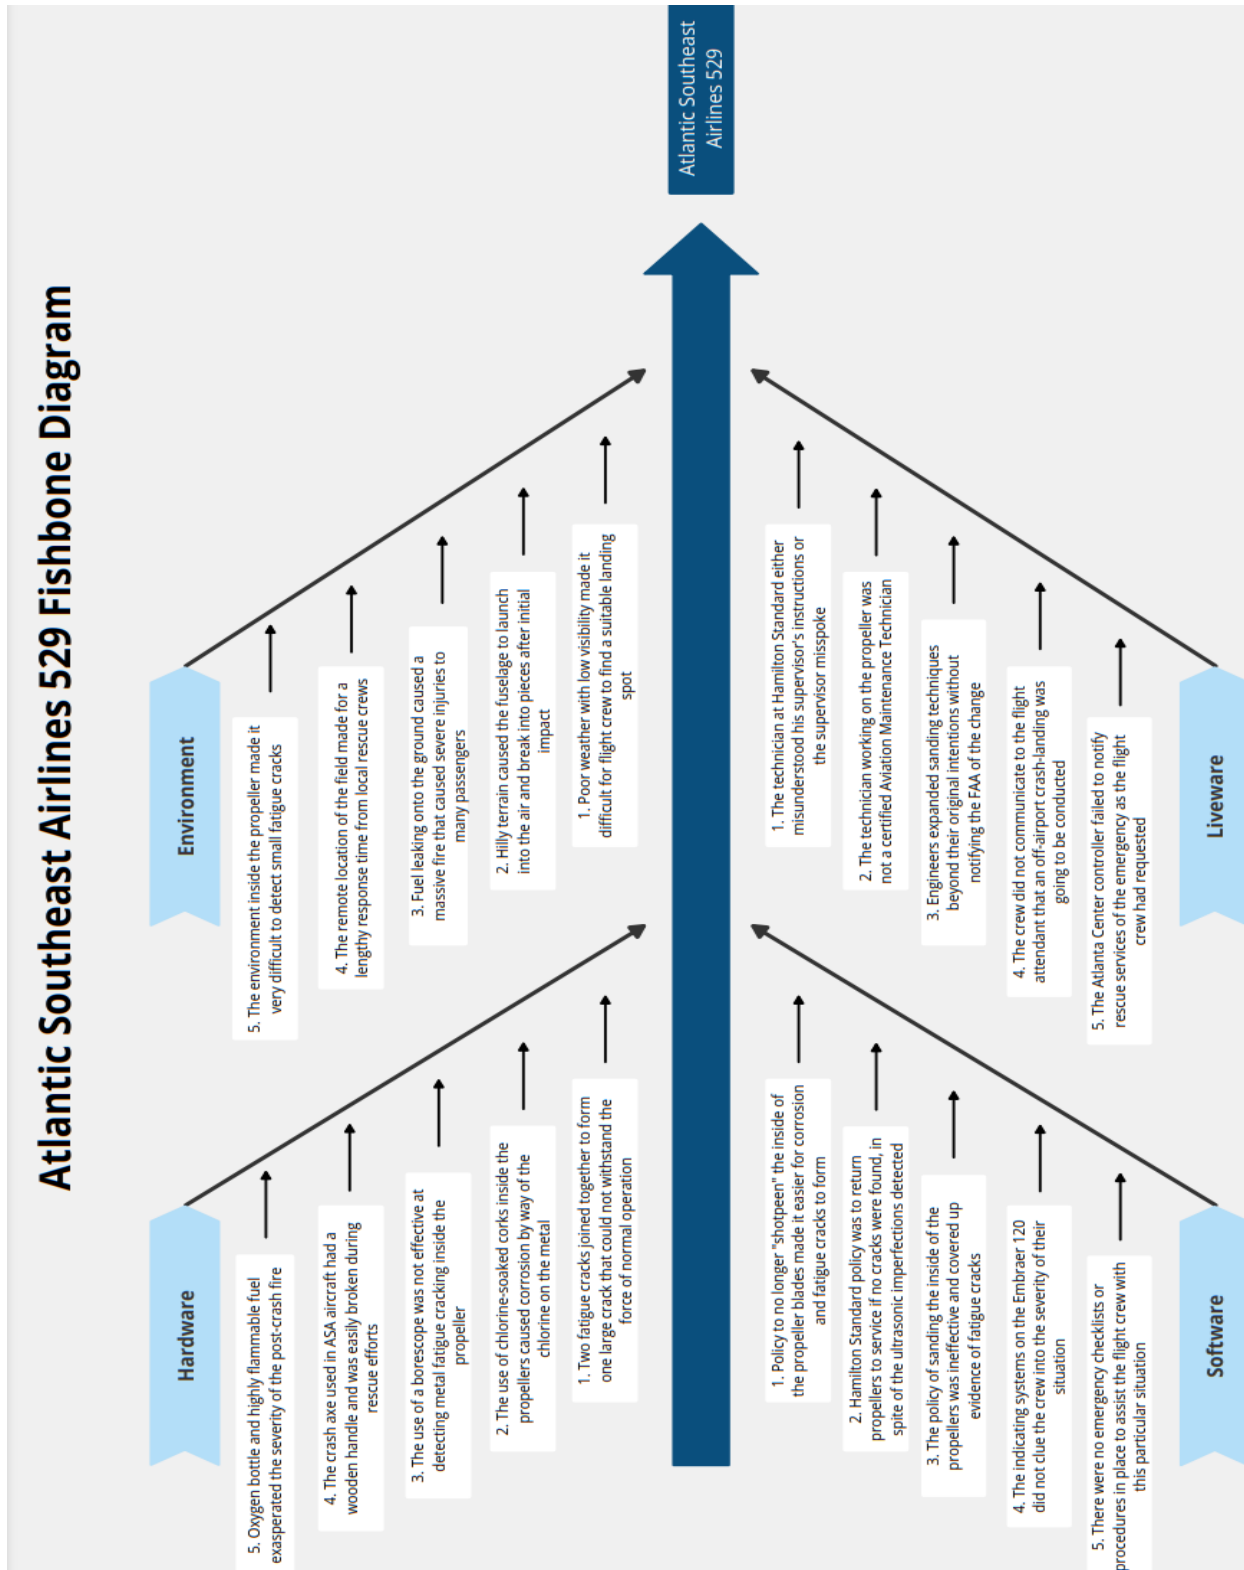 Atlantic Southeast Airlines 529 Fishbone Diagram
Hardware
5. Oxygen bottle and highly flammable fuel
exasperated the severity of the post-crash fire
4. The crash axe used in ASA aircraft had a
wooden handle and was easily broken during
rescue efforts
3. The use of a borescope was not effective at
detecting metal fatigue cracking inside the
propeller
2. The use of chlorine-soaked corks inside the
propellers caused corrosion by way of the
chlorine on the metal
1. Two fatigue cracks joined together to form
one large crack that could not withstand the
force of normal operation
Environment
5. The environment inside the propeller made it
very difficult to detect small fatigue cracks
4. The remote location of the field made for a
lengthy response time from local rescue crews
3. Fuel leaking onto the ground caused a
massive fire that caused severe injuries to
many passengers
2. Hilly terrain caused the fuselage to launch
into the air and break into pieces after initial
impact
1. Poor weather with low visibility made it
difficult for flight crew to find a suitable landing
spot
Atlantic Southeast
Airlines 529
1. Policy to no longer "shotpeen" the inside of
the propeller blades made it easier for corrosion
and fatigue cracks to form
2. Hamilton Standard policy was to return
propellers to service if no cracks were found, in
spite of the ultrasonic imperfections detected
3. The policy of sanding the inside of the
propellers was ineffective and covered up
evidence of fatigue cracks
4. The indicating systems on the Embraer 120
did not clue the crew into the severity of their
situation
5. There were no emergency checklists or
procedures in place to assist the flight crew with
this particular situation
Software
1. The technician at Hamilton Standard either
misunderstood his supervisor's instructions or
the supervisor misspoke
2. The technician working on the propeller was
not a certified Aviation Maintenance Technician
3. Engineers expanded sanding techniques
beyond their original intentions without
notifying the FAA of the change
4. The crew did not communicate to the flight
attendant that an off-airport crash-landing was
going to be conducted
5. The Atlanta Center controller failed to notify
rescue services of the emergency as the flight
crew had requested
Liveware